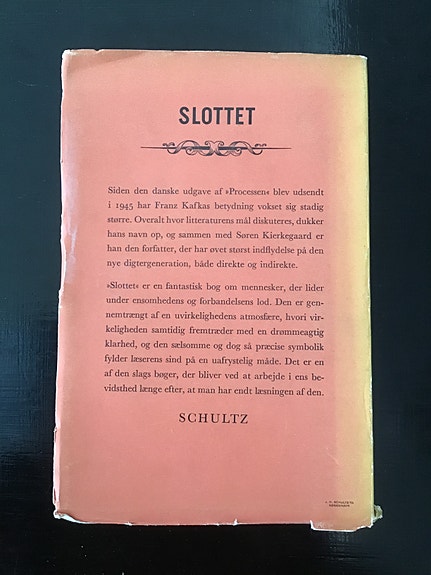 SLOTTET
Siden den danske udgave af »Processen« blev udsendt
i 1945 har Franz Kafkas betydning vokset sig stadig
større. Overalt hvor litteraturens mål diskuteres, dukker
hans navn op, og sammen med Søren Kierkegaard er
han den forfatter, der har øvet størst indflydelse på den
nye digtergeneration, både direkte og indirekte.
»Slottet« er en fantastisk bog om mennesker, der lider
under ensomhedens og forbandelsens lod. Den er gen-
nemtrængt af en uvirkelighedens atmosfære, hvori vir-
keligheden samtidig fremtræder med en drømmeagtig
klarhed, og den sælsomme og dog så præcise symbolik
fylder læserens sind på en uafrystelig måde. Det er en
af den slags bøger, der bliver ved at arbejde i ens be-
vidsthed længe efter, at man har endt læsningen af den.
SCHULTZ